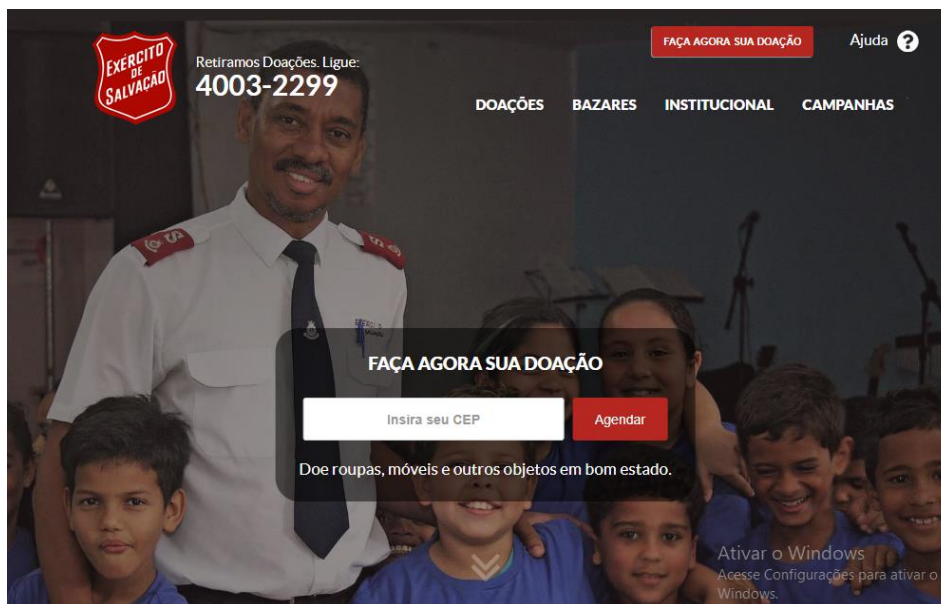 EXÉRCITO
DE
SALVAÇÃO
Retiramos Doações. Ligue:
4003-2299
FAÇA AGORA SUA DOAÇÃO
Ajuda ?
DOAÇÕES BAZARES INSTITUCIONAL CAMPANHAS
FAÇA AGORA SUA DOAÇÃO
Insira seu CEP
Agendar
Doe roupas, móveis e outros objetos em bom estado.
Ativar o Windows
Acesse Configurações para ativar o
Windows.